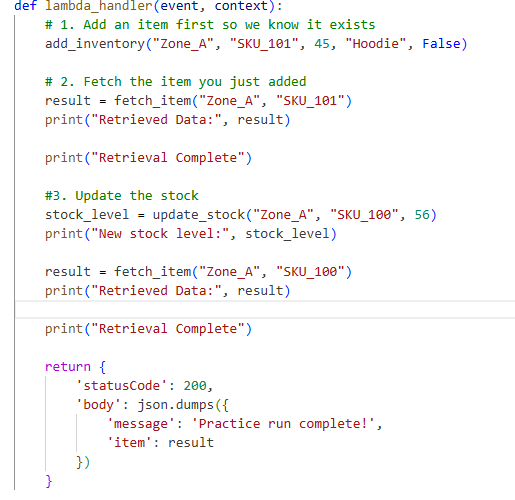 def lambda_handler(event, context):
    # 1. Add an item first so we know it exists
    add_inventory("Zone_A", "SKU_101", 45, "Hoodie", False)

    # 2. Fetch the item you just added
    result = fetch_item("Zone_A", "SKU_101")
    print("Retrieved Data:", result)

    print("Retrieval Complete")

    #3. Update the stock
    stock_level = update_stock("Zone_A", "SKU_100", 56)
    print("New stock level:", stock_level)

    result = fetch_item("Zone_A", "SKU_100")
    print("Retrieved Data:", result)

    print("Retrieval Complete")

    return {
        'statusCode': 200,
        'body': json.dumps({
            'message': 'Practice run complete!',
            'item': result
        })
    }